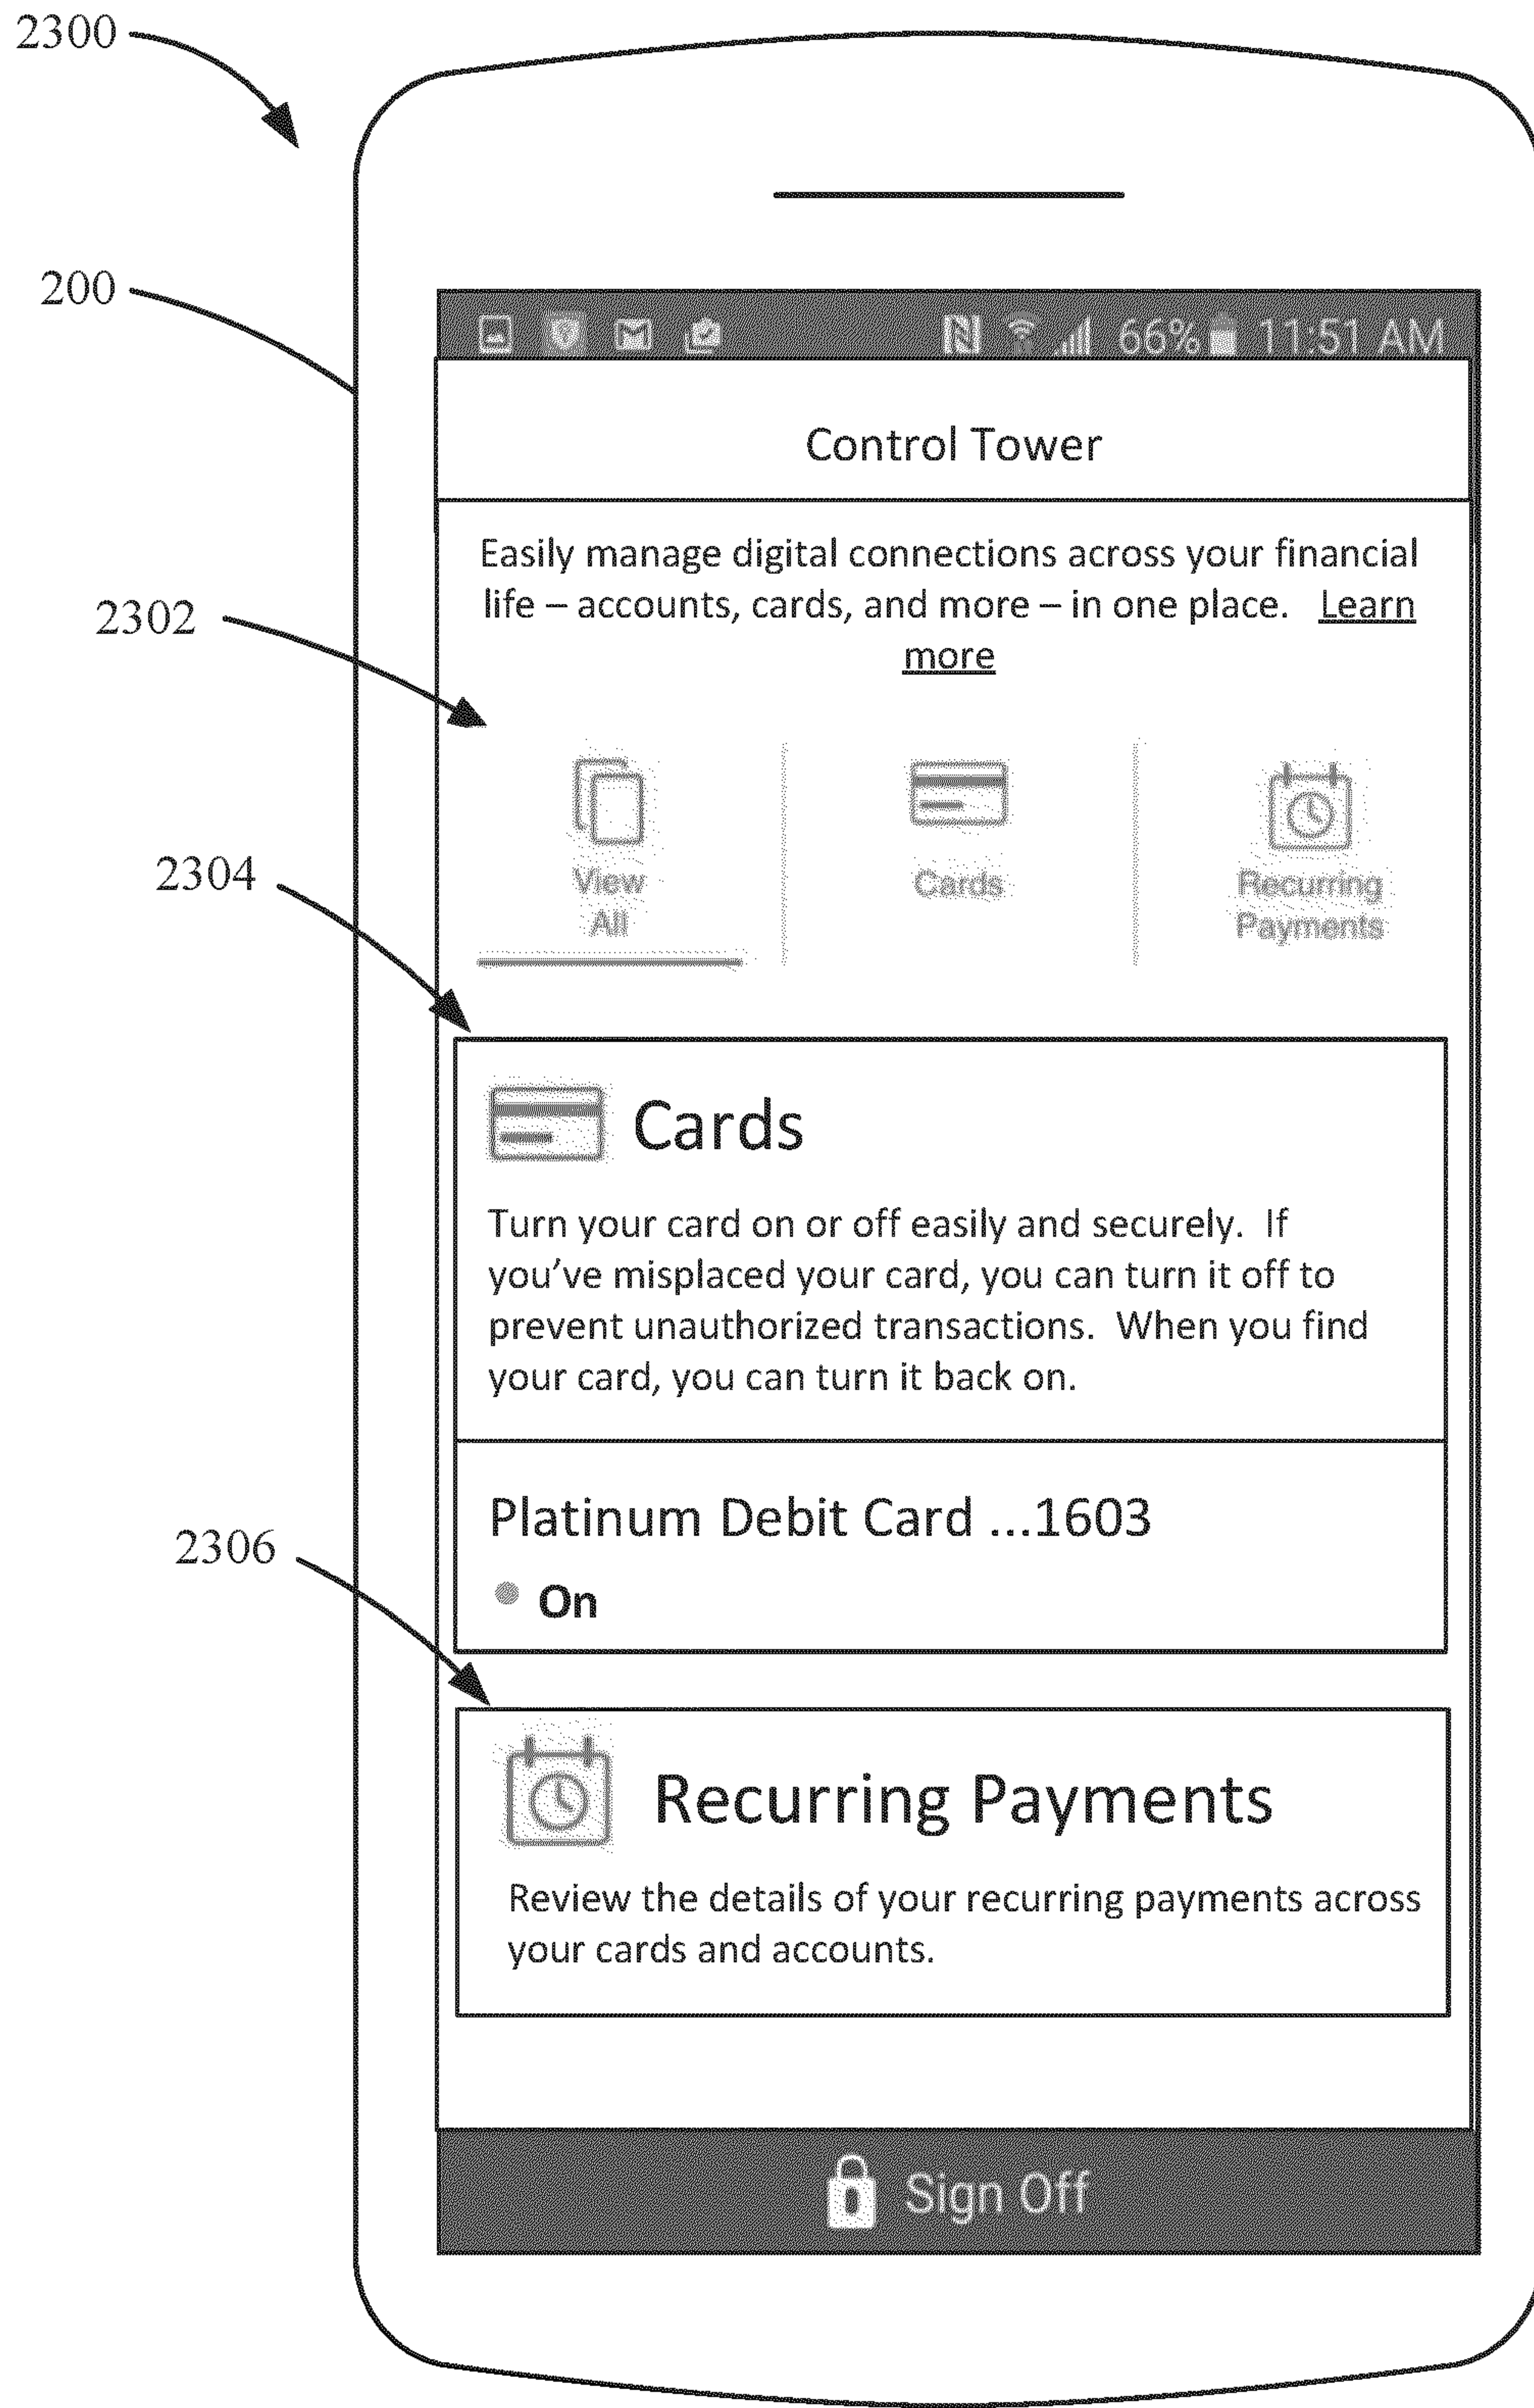 2300
200
66% 11:51 AM
Control Tower
Easily manage digital connections across your financial
life – accounts, cards, and more – in one place. Learn
more
2302
View
All
Cards
Recurring
Payments
2304
Cards
Turn your card on or off easily and securely. If
you've misplaced your card, you can turn it off to
prevent unauthorized transactions. When you find
your card, you can turn it back on.
Platinum Debit Card ...1603
2306
On
Recurring Payments
Review the details of your recurring payments across
your cards and accounts.
Sign Off